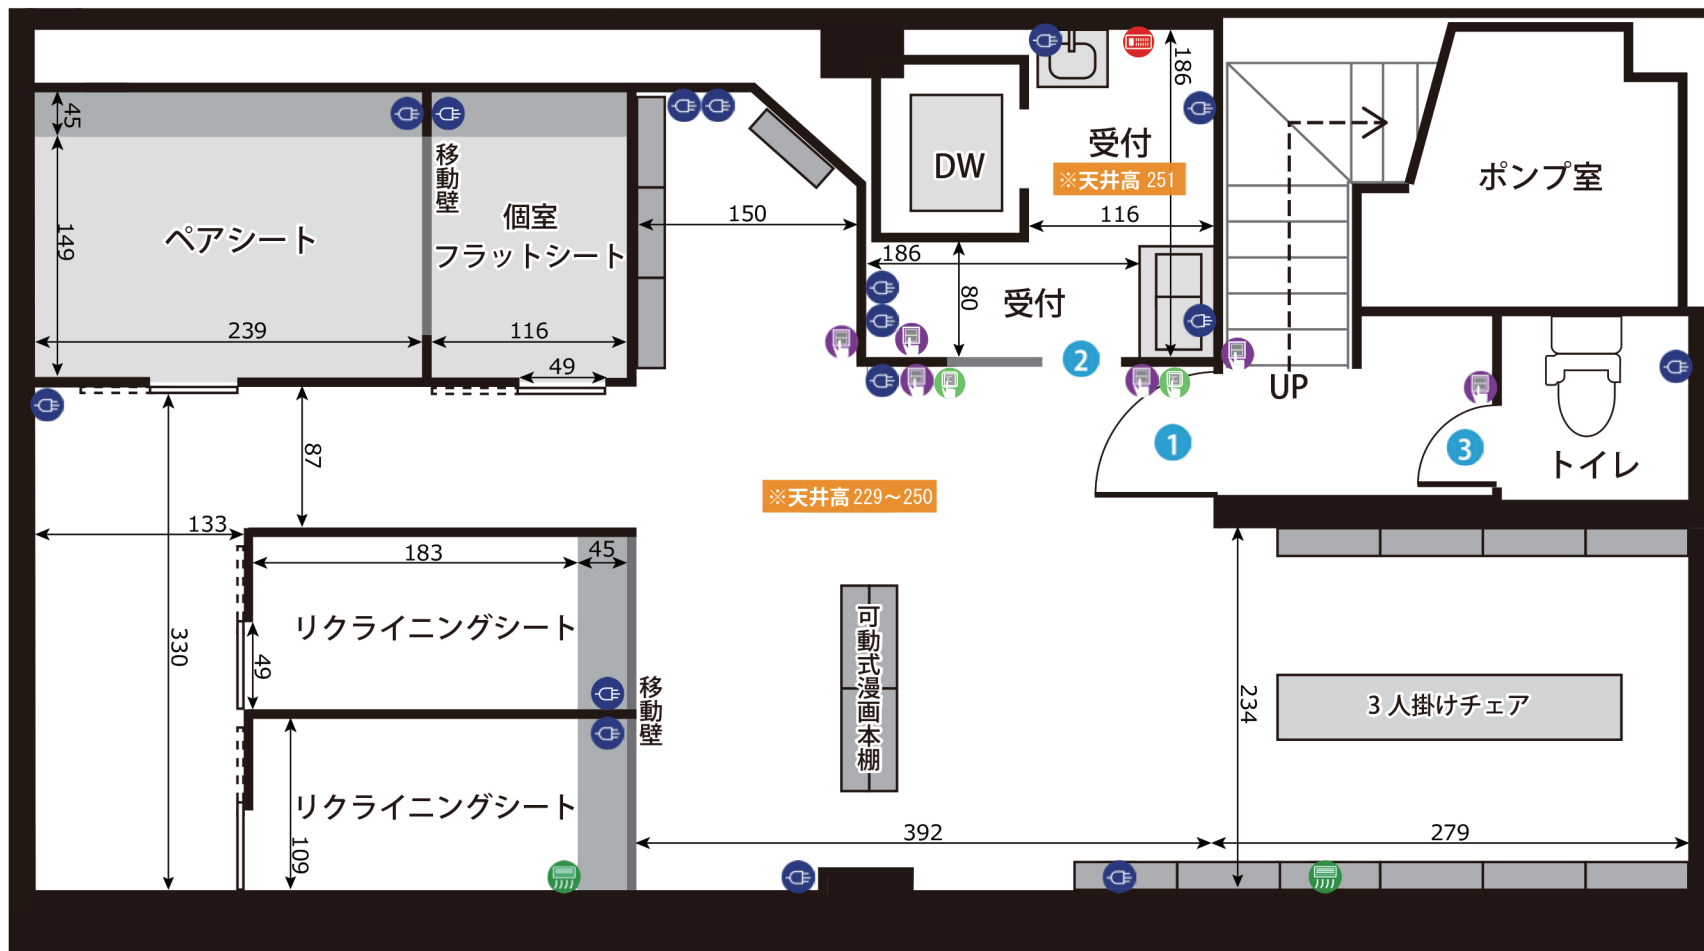 186
45
移動壁
受付
DW
※天井高 251
ポンプ室
149
ペアシート
個室
フラットシート
150
116
186
80
受付
239
116
49
2
UP
87
1
3
トイレ
※天井高 229～250
133
183
45
330
リクライニングシート
49
移動壁
可動式漫画本棚
234
3 人掛けチェア
リクライニングシート
109
392
279